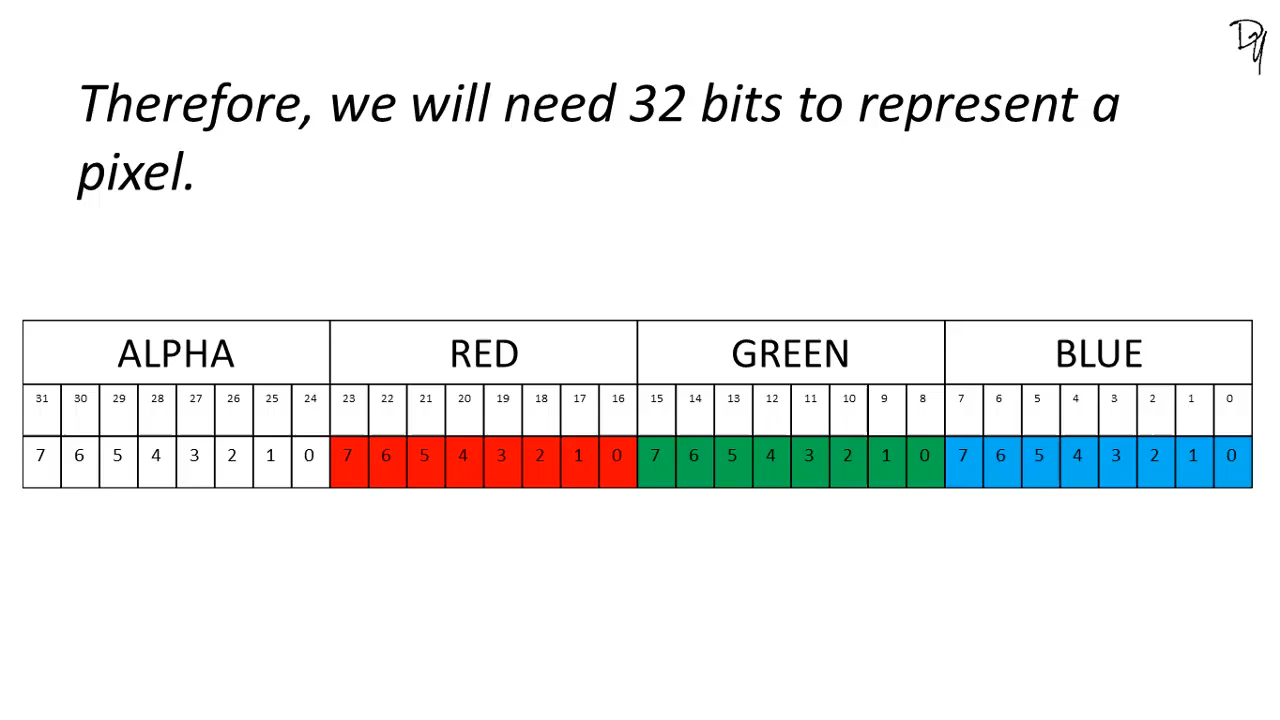 Therefore, we will need 32 bits to represent a
pixel.
ALPHA RED GREEN BLUE
31 30 29 28 27 26 25 24 23 22 21 20 19 18 17 16 15 14 13 12 11 10 9 8 7 6 5 4 3 2 1 0
7 6 5 4 3 2 1 0 7 6 5 4 3 2 1 0 7 6 5 4 3 2 1 0 7 6 5 4 3 2 1 0